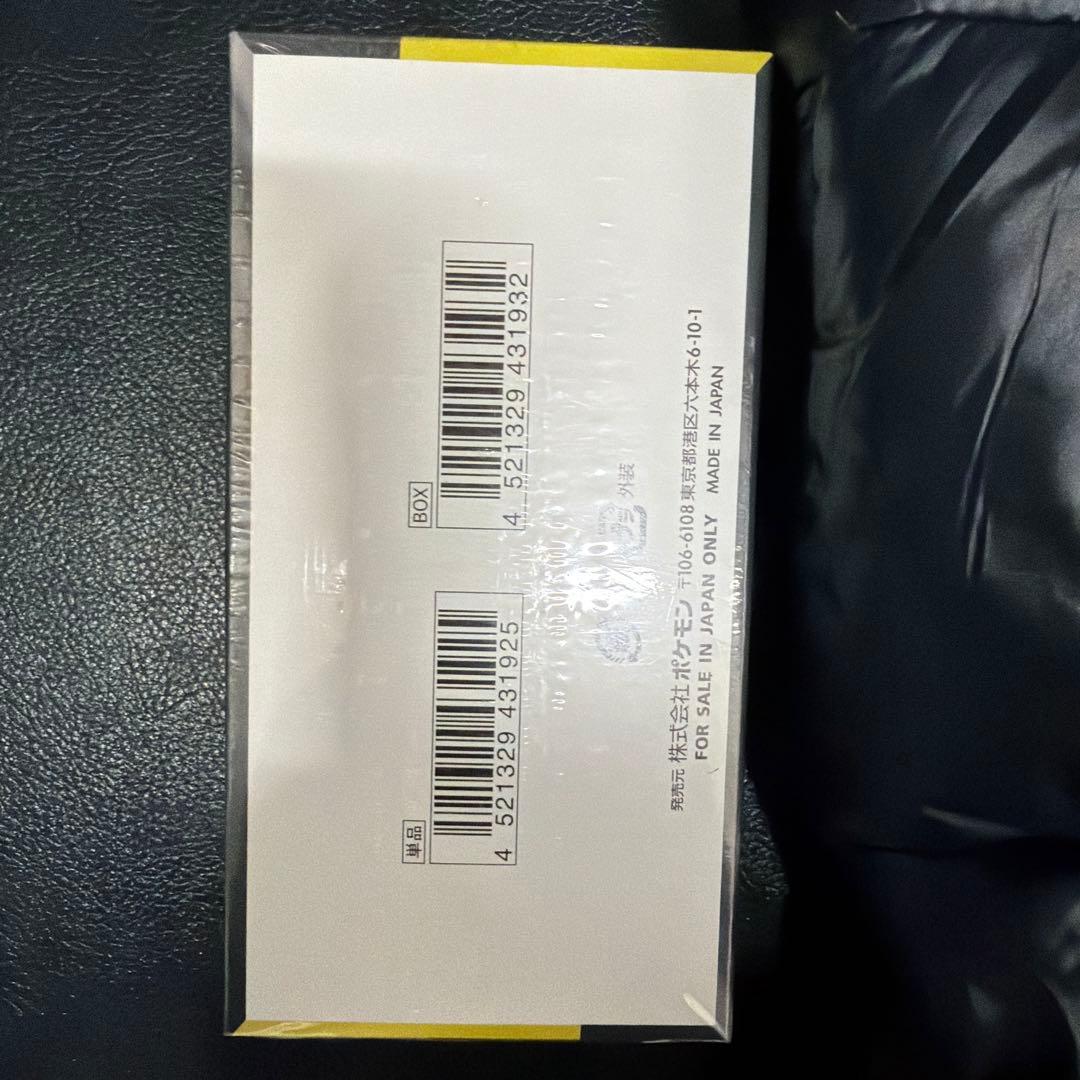 単品
4 521329 431925
BOX
4 521329 431932
外装
発売元 株式会社 ポケモン 〒106-6108 東京都港区六本木6-10-1
FOR SALE IN JAPAN ONLY MADE IN JAPAN